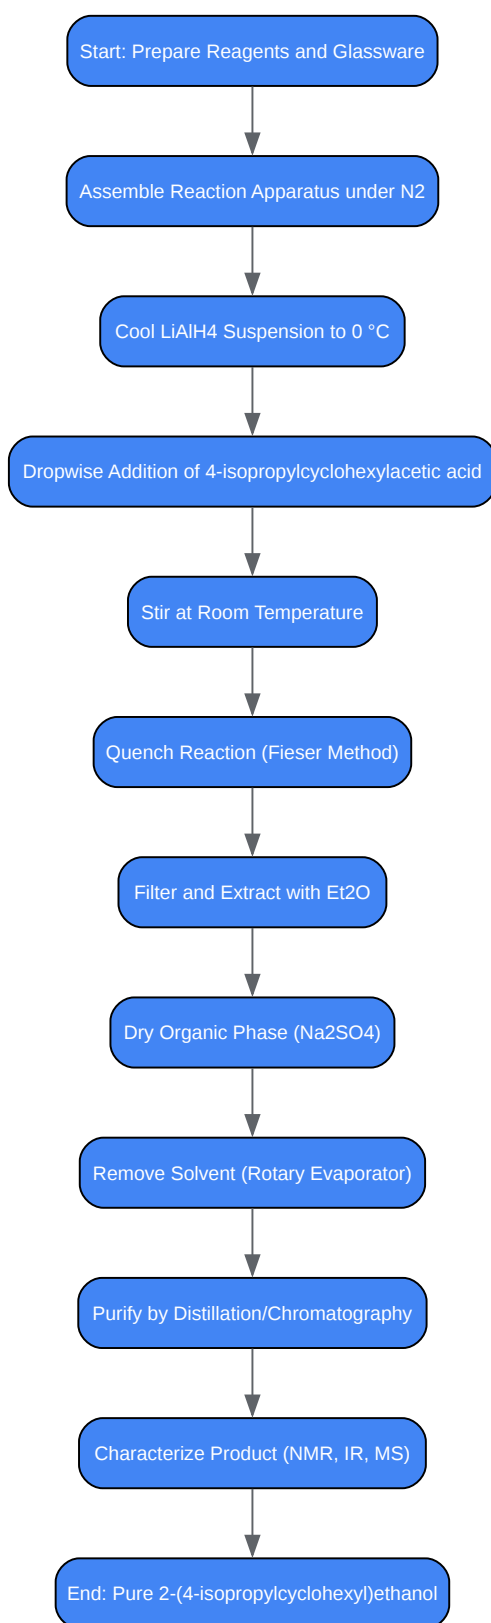 Start: Prepare Reagents and Glassware
Assemble Reaction Apparatus under N2
Cool LiAlH4 Suspension to 0 °C
Dropwise Addition of 4-isopropylcyclohexylacetic acid
Stir at Room Temperature
Quench Reaction (Fieser Method)
Filter and Extract with Et2O
Dry Organic Phase (Na2SO4)
Remove Solvent (Rotary Evaporator)
Purify by Distillation/Chromatography
Characterize Product (NMR, IR, MS)
End: Pure 2-(4-isopropylcyclohexyl)ethanol